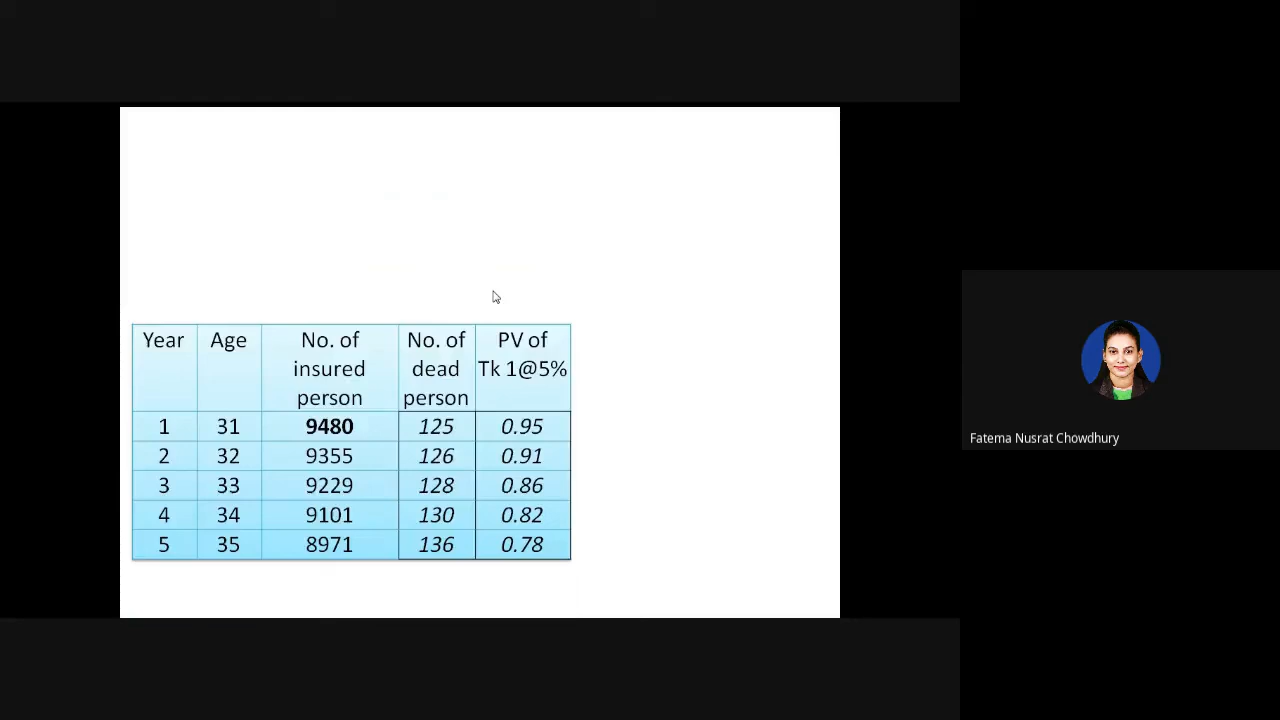 Year Age No. of insured person No. of dead person PV of Tk 1@5%
1 31 9480 125 0.95
2 32 9355 126 0.91
3 33 9229 128 0.86
4 34 9101 130 0.82
5 35 8971 136 0.78
Fatema Nusrat Chowdhury